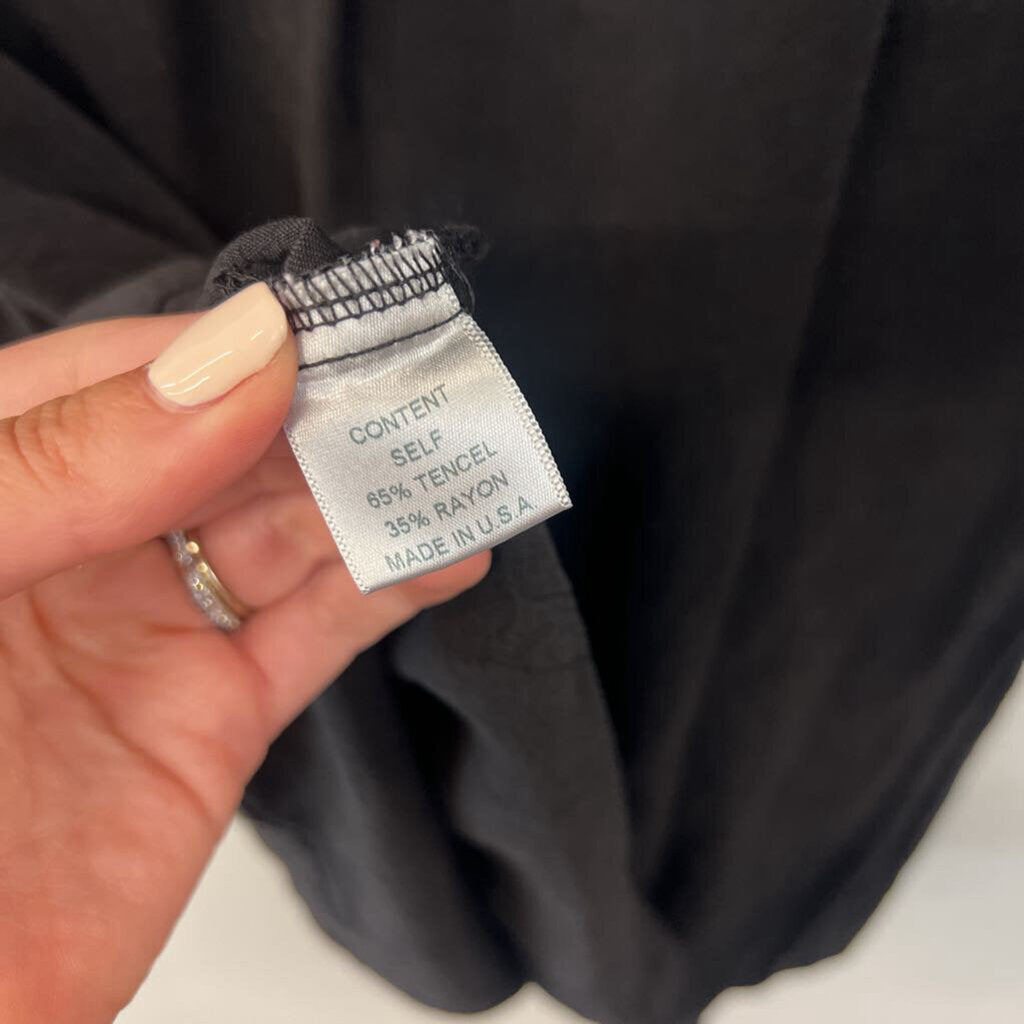 CONTENT
SELF
65% TENCEL
35% RAYON
MADE IN U.S.A